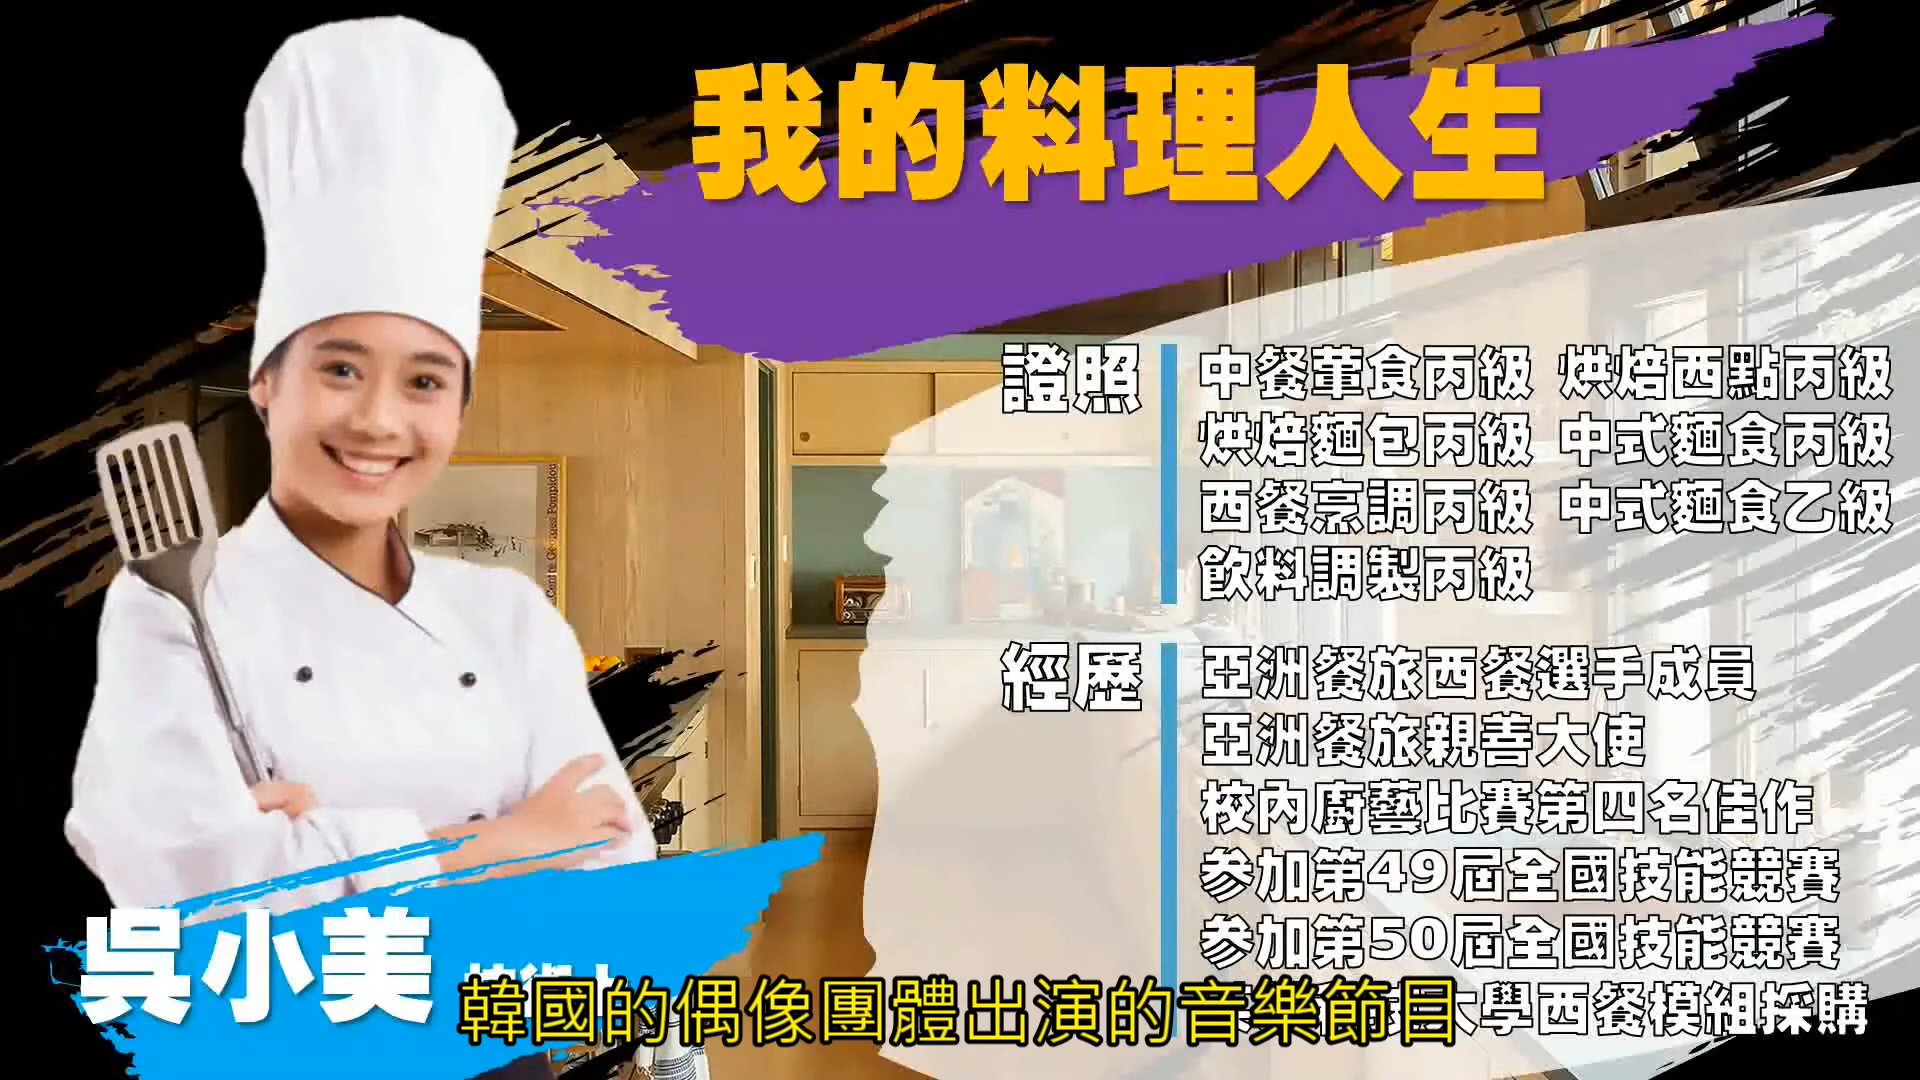 我的料理人生
證照
中餐葷食丙級 烘焙西點丙級
烘焙麵包丙級 中式麵食丙級
西餐烹調丙級 中式麵食乙級
飲料調製丙級
經歷
亞洲餐旅西餐選手成員
亞洲餐旅親善大使
校內廚藝比賽第四名佳作
參加第49屆全國技能競賽
參加第50屆全國技能競賽
大學西餐模組採購
吳小美
韓國的偶像團體出演的音樂節目
Centre Georges Pompidou